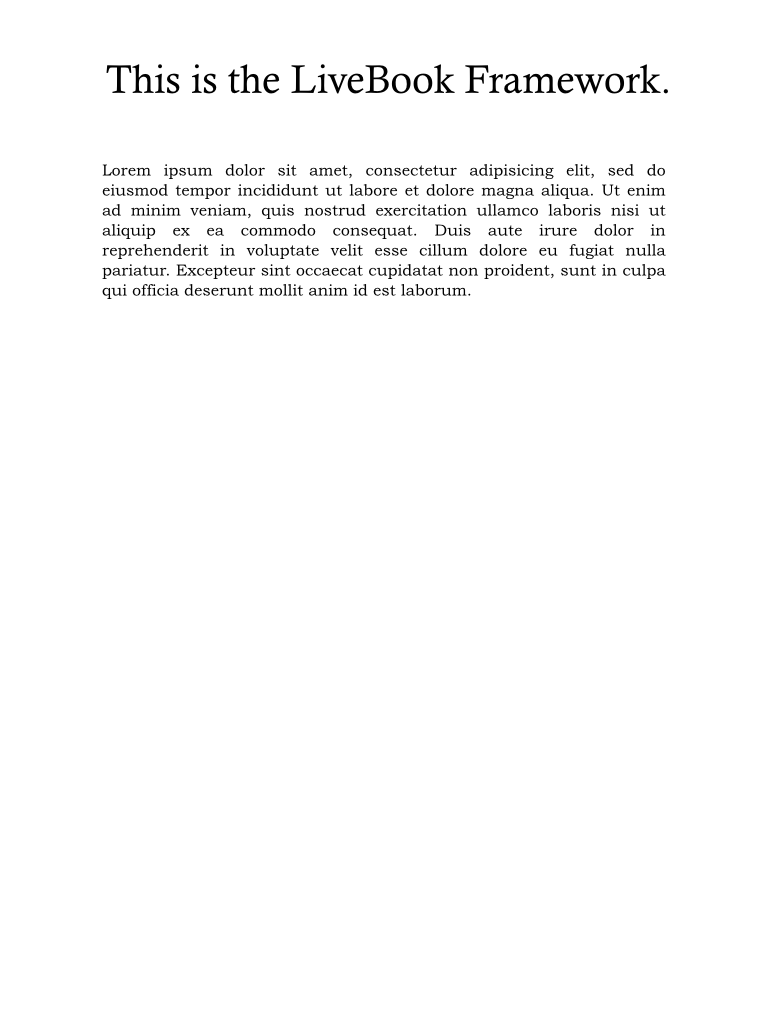 This is the LiveBook Framework.
Lorem ipsum dolor sit amet, consectetur adipisicing elit, sed do
eiusmod tempor incididunt ut labore et dolore magna aliqua. Ut enim
ad minim veniam, quis nostrud exercitation ullamco laboris nisi ut
aliquip ex ea commodo consequat. Duis aute irure dolor in
reprehenderit in voluptate velit esse cillum dolore eu fugiat nulla
pariatur. Excepteur sint occaecat cupidatat non proident, sunt in culpa
qui officia deserunt mollit anim id est laborum.